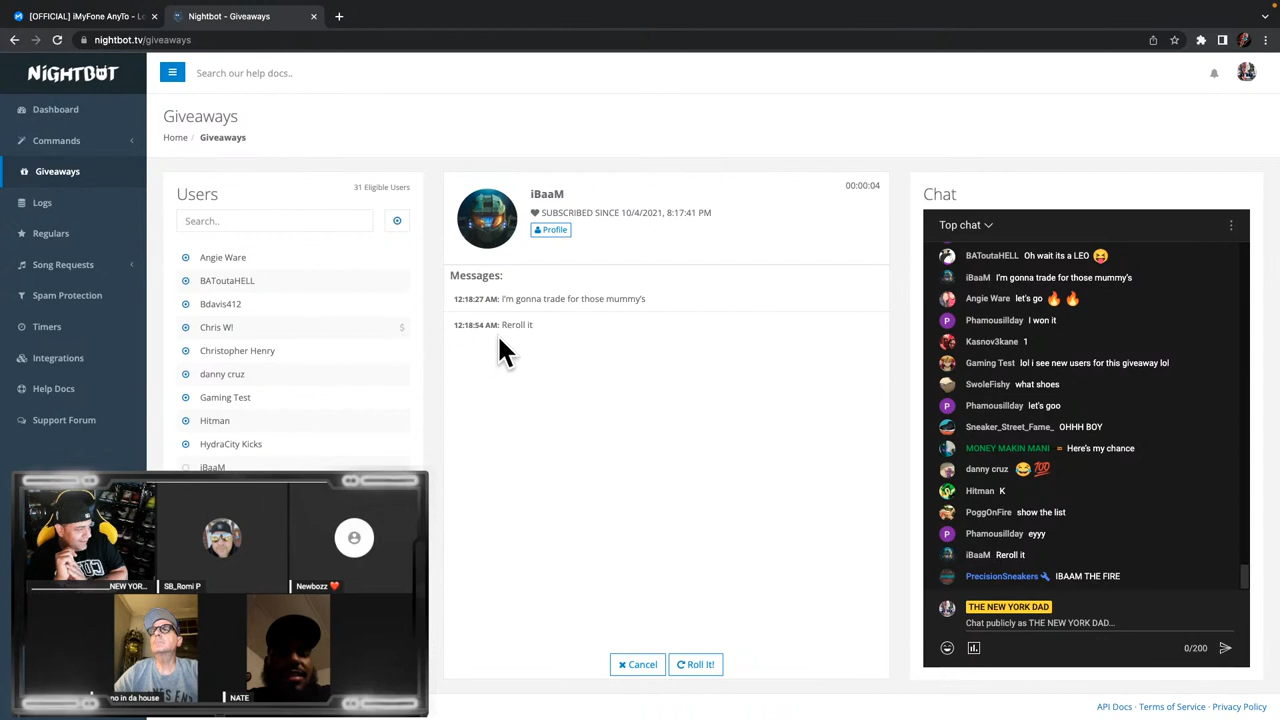 [OFFICIAL] iMyFone AnyTo - Lo
Nightbot - Giveaways
nightbot.tv/giveaways
NiGHTBOT
Search our help docs..
Dashboard
Commands
Giveaways
Logs
Regulars
Song Requests
Spam Protection
Timers
Integrations
Help Docs
Support Forum
Giveaways
Home / Giveaways
Users
31 Eligible Users
Search..
Angie Ware
BAToutaHELL
Bdavis412
Chris W!
$
Christopher Henry
danny cruz
Gaming Test
Hitman
HydraCity Kicks
iBaaM
iBaaM
00:00:04
SUBSCRIBED SINCE 10/4/2021, 8:17:41 PM
Profile
Messages:
12:18:27 AM: I'm gonna trade for those mummy's
12:18:54 AM: Reroll it
Cancel
Roll It!
Chat
Top chat
BAToutaHELL Oh wait its a LEO 😝
iBaaM I'm gonna trade for those mummy's
Angie Ware let's go 🔥 🔥
Phamousillday I won it
Kasnov3kane 1
Gaming Test lol i see new users for this giveaway lol
SwoleFishy what shoes
Phamousillday let's goo
Sneaker_Street_Fame_ OHHH BOY
MONEY MAKIN MANI Here's my chance
danny cruz 😂 💯
Hitman K
PoggOnFire show the list
Phamousillday eyyy
iBaaM Reroll it
PrecisionSneakers IBAAM THE FIRE
THE NEW YORK DAD
Chat publicly as THE NEW YORK DAD...
0/200
NEW YOR...
SB_Romi P
Newbozz ❤️
no in da house
NATE
API Docs · Terms of Service · Privacy Policy